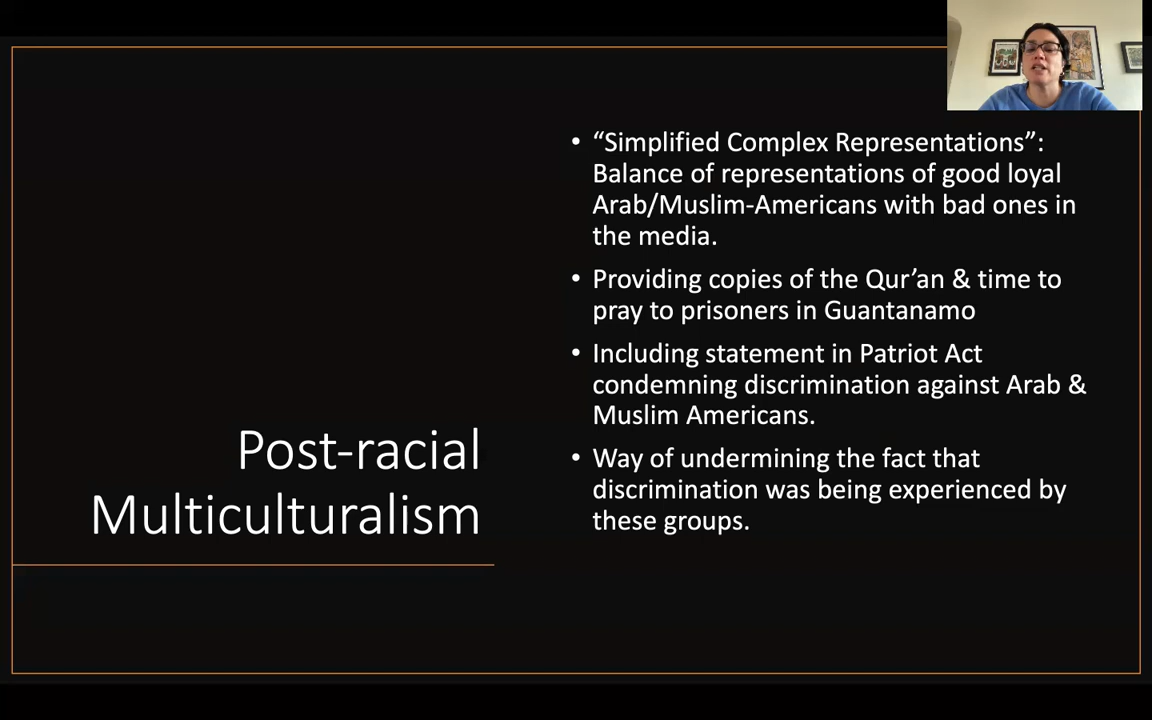 Post-racial
Multiculturalism
• “Simplified Complex Representations”:
Balance of representations of good loyal
Arab/Muslim-Americans with bad ones in
the media.
• Providing copies of the Qur’an & time to
pray to prisoners in Guantanamo
• Including statement in Patriot Act
condemning discrimination against Arab &
Muslim Americans.
• Way of undermining the fact that
discrimination was being experienced by
these groups.